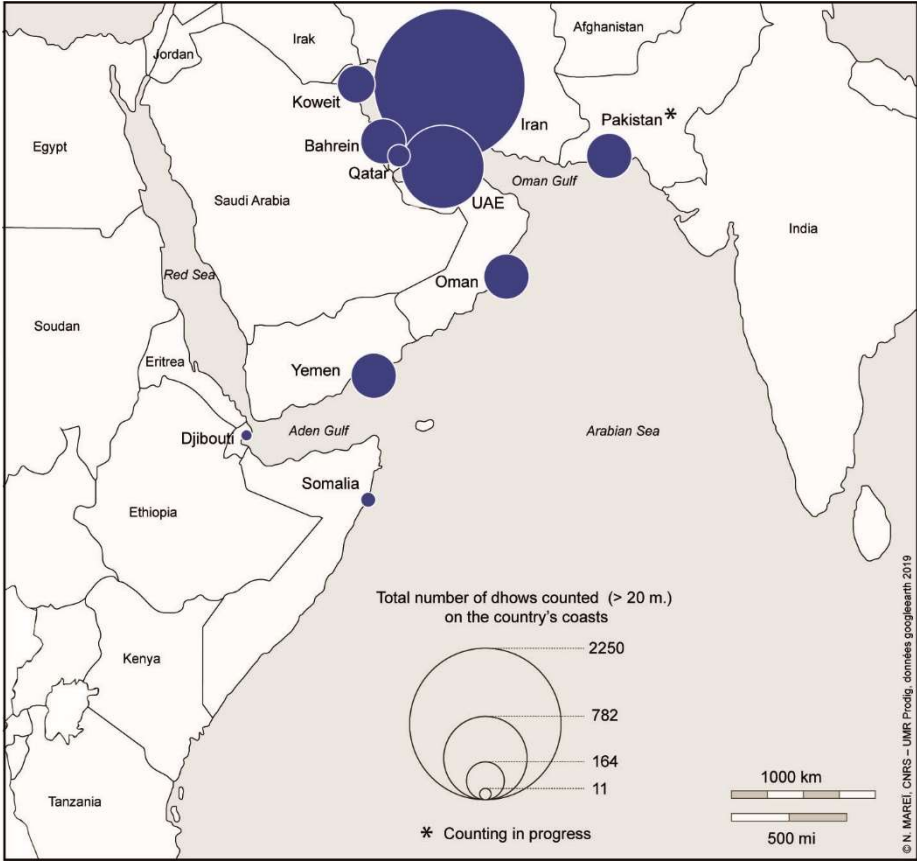 Afghanistan
Irak
Jordan
Koweit
Iran
Pakistan*
Egypt
Bahrein
Qatar
Oman Gulf
Saudi Arabia
UAE
India
Red Sea
Oman
Soudan
Eritrea
Yemen
Djibouti
Aden Gulf
Arabian Sea
Somalia
Ethiopia
Total number of dhows counted (> 20 m.)
on the country's coasts
2250
Kenya
782
164
11
1000 km
Tanzania
* Counting in progress
500 mi
© N. MAREÏ, CNRS – UMR Prodig, données googleearth 2019